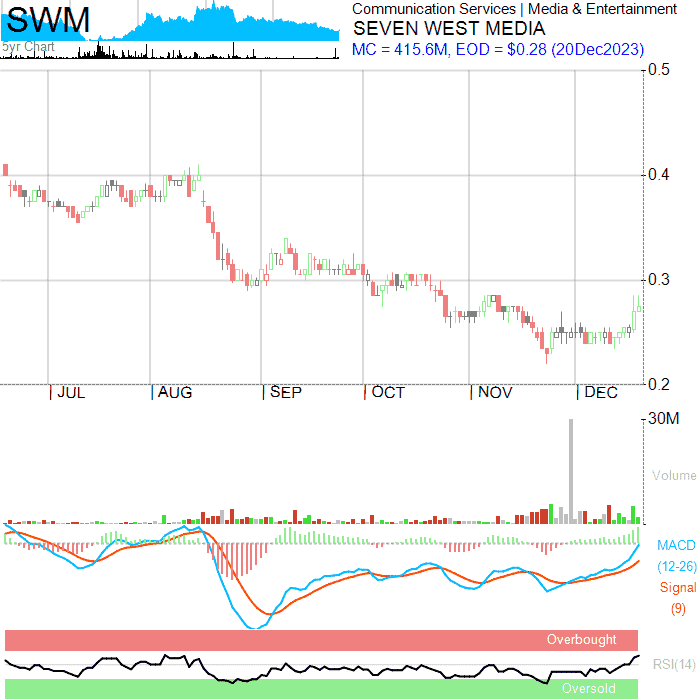 SWM
5yr Chart
Communication Services | Media & Entertainment
SEVEN WEST MEDIA
MC = 415.6M, EOD = $0.28 (20Dec2023)
0.5
0.4
0.3
0.2
JUL AUG SEP OCT NOV DEC
30M
Volume
MACD
(12-26)
Signal
(9)
Overbought
RSI(14)
Oversold